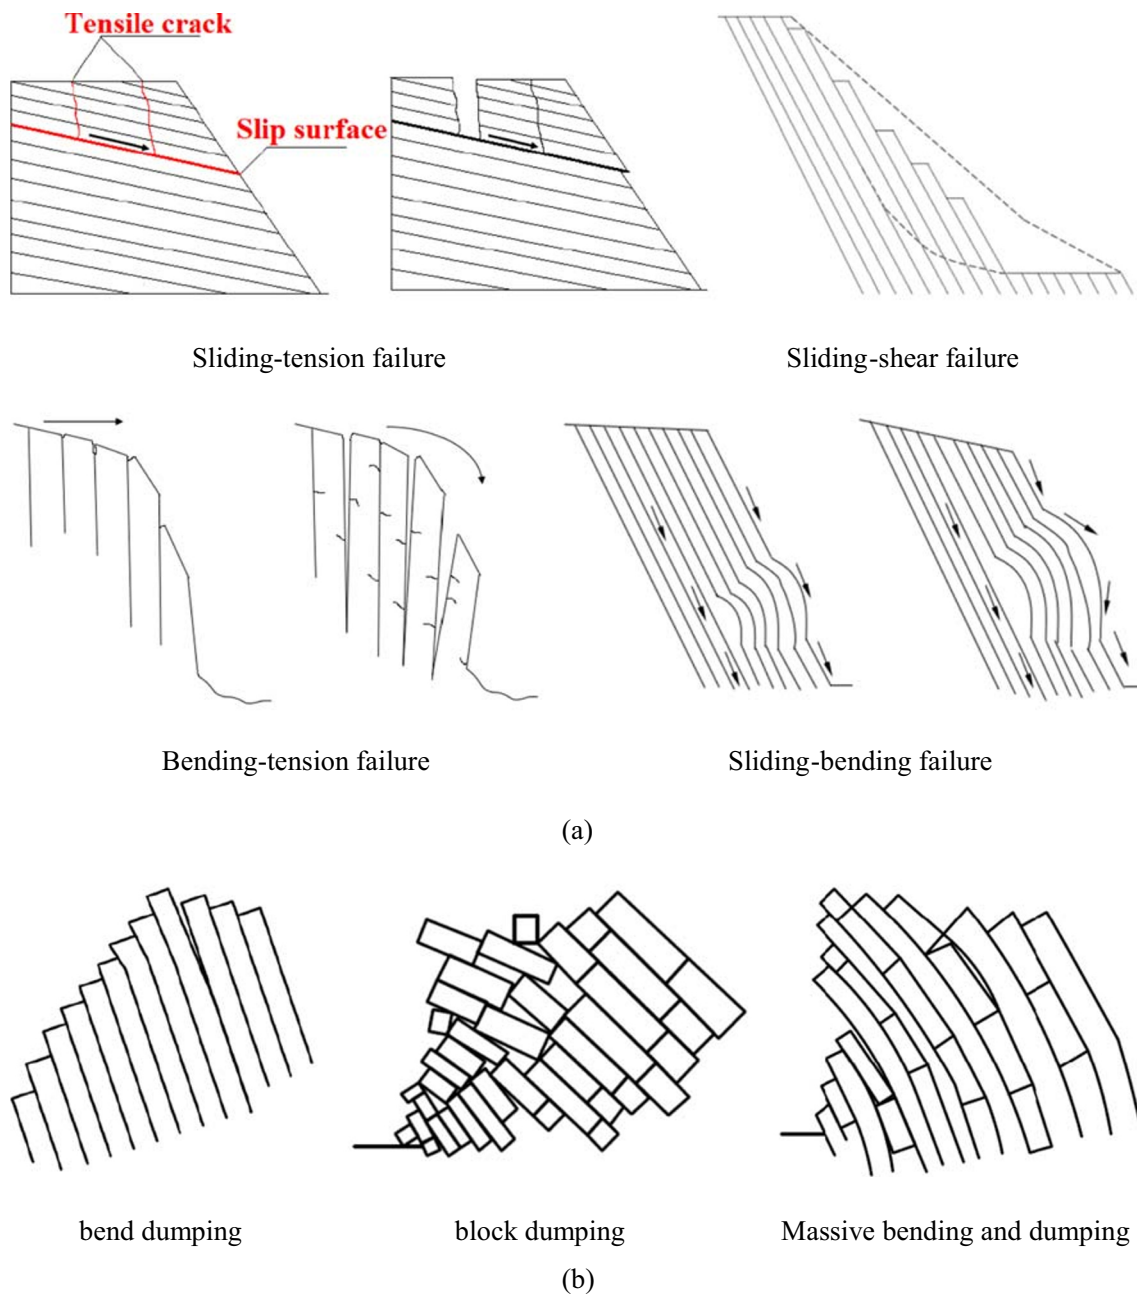 Tensile crack
Slip surface
Sliding-tension failure
Sliding-shear failure
Bending-tension failure
Sliding-bending failure
(a)
bend dumping
block dumping
Massive bending and dumping
(b)